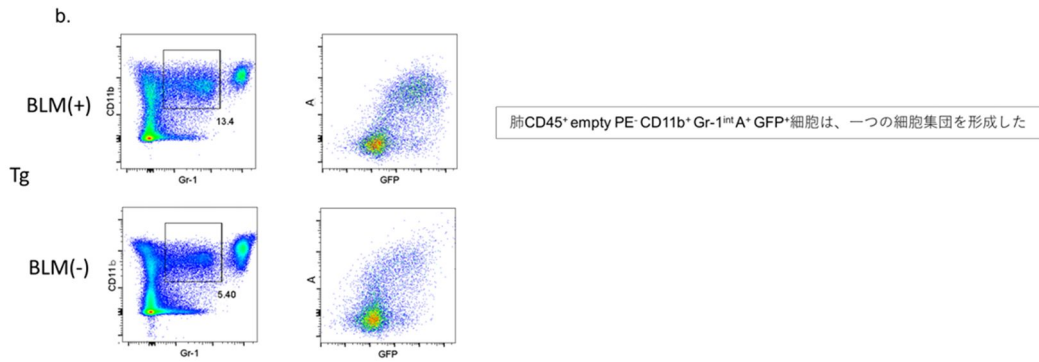 b.
BLM(+)
CD11b
13.4
Gr-1
A
GFP
肺CD45⁺ empty PE⁻ CD11b⁺ Gr-1ⁱⁿᵗ A⁺ GFP⁺細胞は、一つの細胞集団を形成した
Tg
BLM(-)
CD11b
5.40
Gr-1
A
GFP